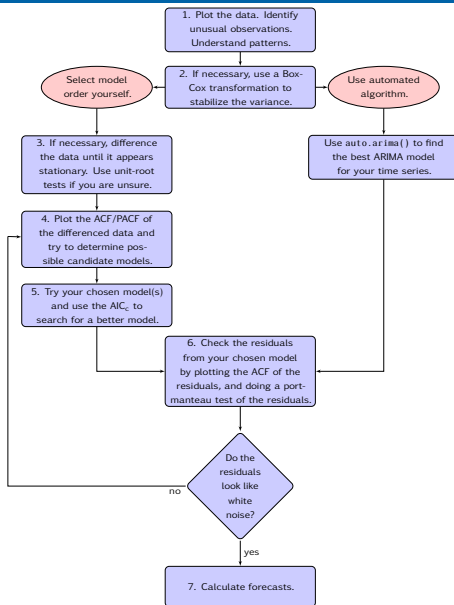 1. Plot the data. Identify
unusual observations.
Understand patterns.
Select model
order yourself.
2. If necessary, use a Box-
Cox transformation to
stabilize the variance.
Use automated
algorithm.
3. If necessary, difference
the data until it appears
stationary. Use unit-root
tests if you are unsure.
Use auto.arima() to find
the best ARIMA model
for your time series.
4. Plot the ACF/PACF of
the differenced data and
try to determine pos-
sible candidate models.
5. Try your chosen model(s)
and use the AICc to
search for a better model.
6. Check the residuals
from your chosen model
by plotting the ACF of the
residuals, and doing a port-
manteau test of the residuals.
Do the
residuals
look like
white
noise?
no
yes
7. Calculate forecasts.